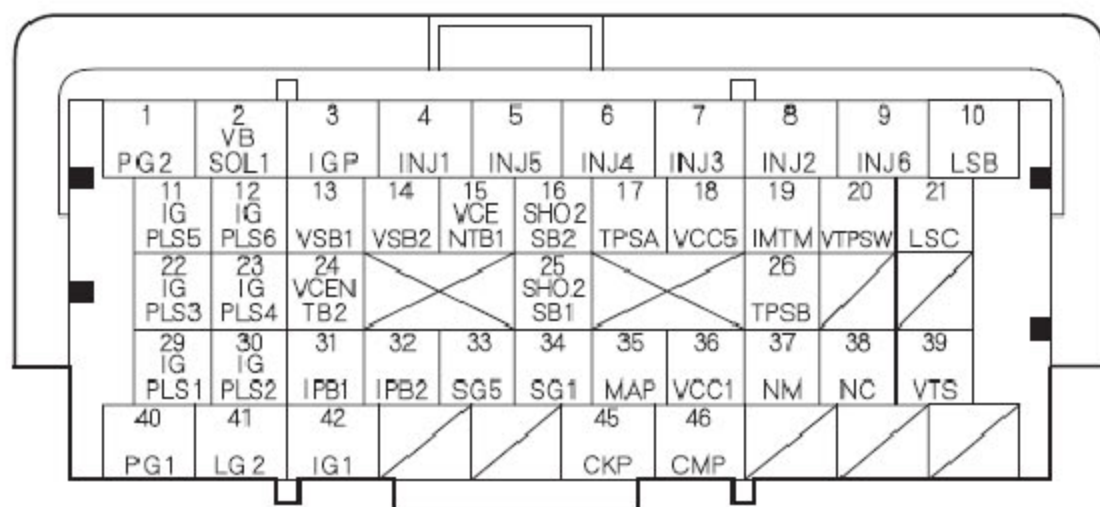 1 2 3 4 5 6 7 8 9 10
VB
PG2 SOL1 IGP INJ1 INJ5 INJ4 INJ3 INJ2 INJ6 LSB
11 12 13 14 15 16 17 18 19 20 21
IG IG VCE SHO2
PLS5 PLS6 VSB1 VSB2 NTB1 SB2 TPSA VCC5 IMTM VTPSW LSC
22 23 24 25 26
IG IG VCEN SHO.2
PLS3 PLS4 TB2 SB1 TPSB
29 30 31 32 33 34 35 36 37 38 39
IG IG
PLS1 PLS2 IPB1 IPB2 SG5 SG1 MAP VCC1 NM NC VTS
40 41 42 45 46
PG1 LG2 IG1 CKP CMP